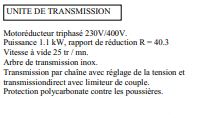 UNITE DE TRANSMISSION
Motoréducteur triphasé 230V/400V.
Puissance 1.1 kW, rapport de réduction R = 40.3
Vitesse à vide 25 tr / mn.
Arbre de transmission inox.
Transmission par chaîne avec réglage de la tension et
transmissiondirect avec limiteur de couple.
Protection polycarbonate contre les poussières.